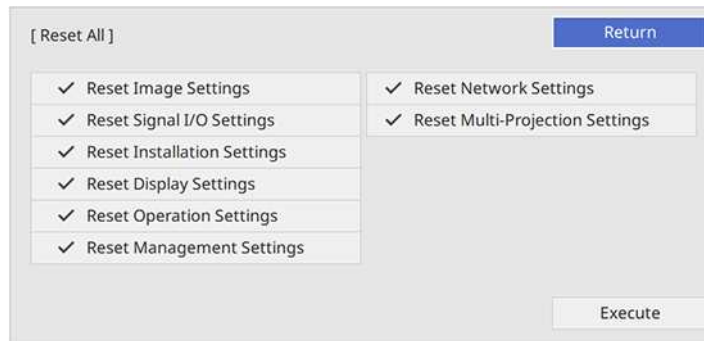 [ Reset All ]
Return
Reset Image Settings
Reset Signal I/O Settings
Reset Installation Settings
Reset Display Settings
Reset Operation Settings
Reset Management Settings
Reset Network Settings
Reset Multi-Projection Settings
Execute